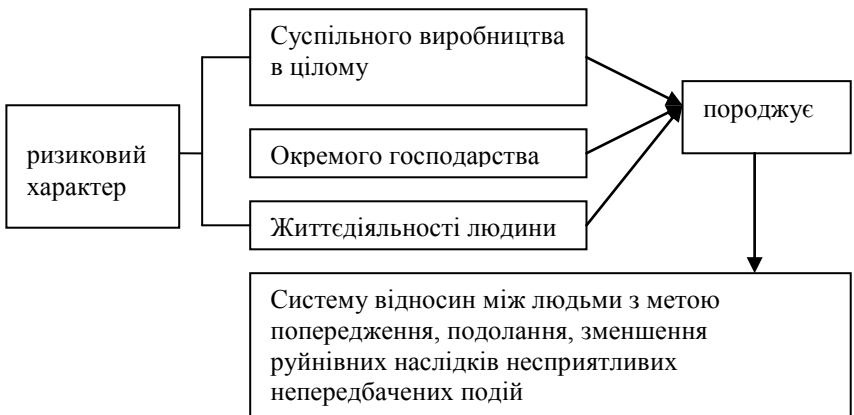 ризиковий
характер
Суспільного виробництва
в цілому
Окремого господарства
Життєдіяльності людини
породжує
Систему відносин між людьми з метою
попередження, подолання, зменшення
руйнівних наслідків несприятливих
непередбачених подій